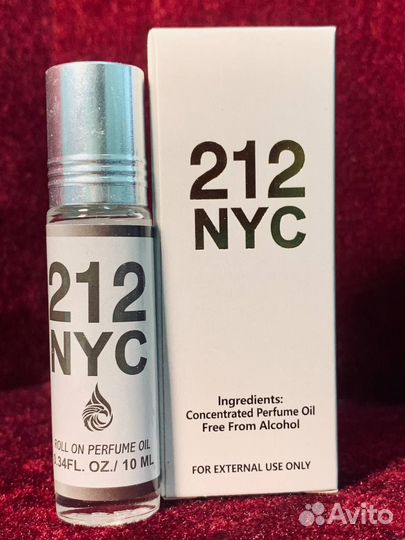 212
NYC
ROLL ON PERFUME OIL
0.34FL. OZ./ 10 ML
212
NYC
Ingredients:
Concentrated Perfume Oil
Free From Alcohol
FOR EXTERNAL USE ONLY
Avito